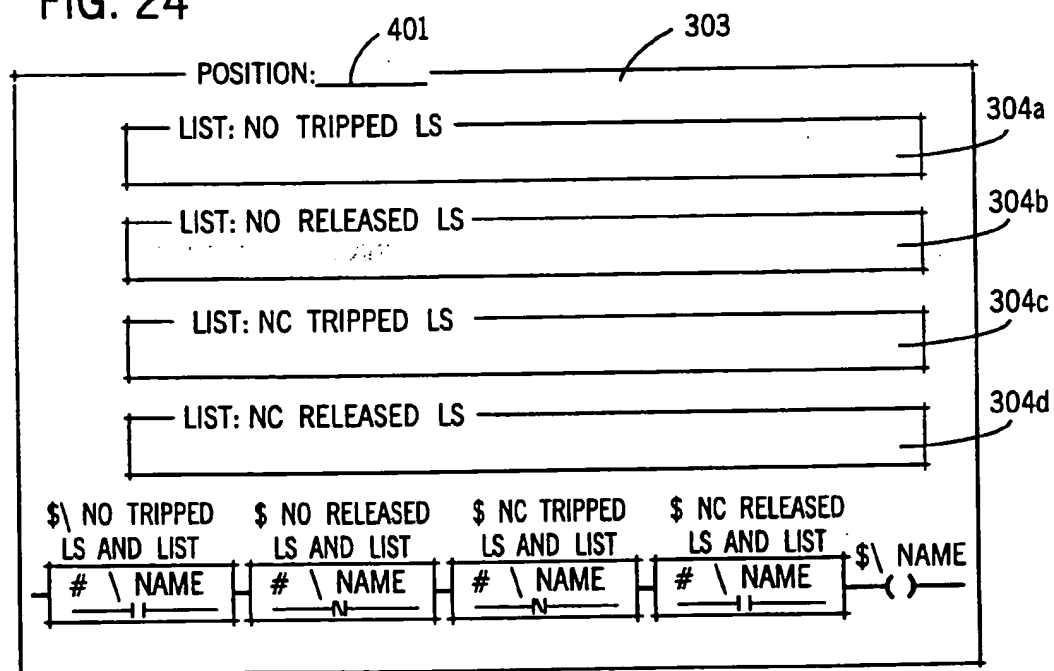 FIG. 24
401
303
POSITION:
LIST: NO TRIPPED LS
304a
LIST: NO RELEASED LS
304b
LIST: NC TRIPPED LS
304c
LIST: NC RELEASED LS
304d
$\ NO TRIPPED LS AND LIST
$ NO RELEASED LS AND LIST
$ NC TRIPPED LS AND LIST
$ NC RELEASED LS AND LIST
$\ NAME
# \ NAME
# \ NAME
# \ NAME
# \ NAME